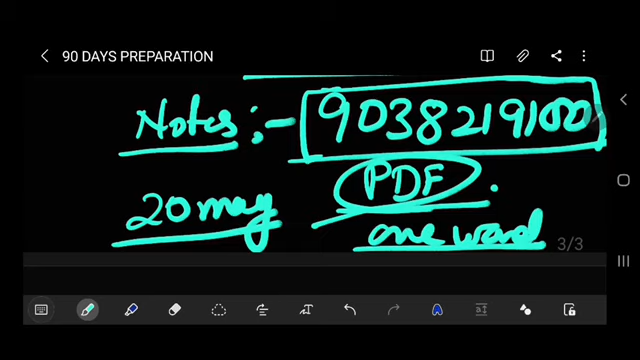 90 DAYS PREPARATION
Notes :- 9038219100
PDF.
20 may
one word
3/3